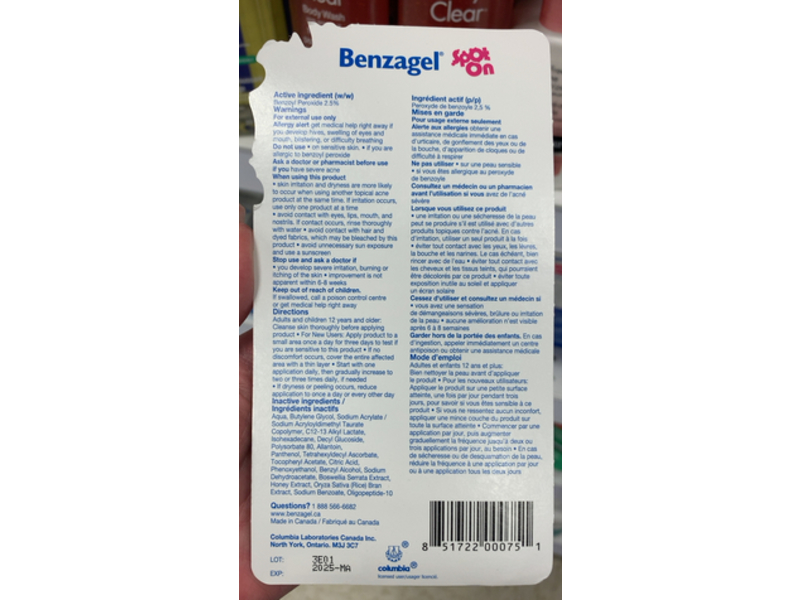 Body Wash
Clear
Benzagel® Spot On
Active ingredient (w/w)
Benzoyl Peroxide 2.5%
Warnings
For external use only
Allergy alert get medical help right away if
you develop hives, swelling of eyes and
mouth, blistering, or difficulty breathing
Do not use • on sensitive skin. • if you are
allergic to benzoyl peroxide
Ask a doctor or pharmacist before use
if you have severe acne
When using this product
• skin irritation and dryness are more likely
to occur when using another topical acne
product at the same time. If irritation occurs,
use only one product at a time
• avoid contact with eyes, lips, mouth, and
nostrils. If contact occurs, rinse thoroughly
with water • avoid contact with hair and
dyed fabrics, which may be bleached by this
product • avoid unnecessary sun exposure
and use a sunscreen
Stop use and ask a doctor if
• you develop severe irritation, burning or
itching of the skin • improvement is not
apparent within 6-8 weeks
Keep out of reach of children.
If swallowed, call a poison control centre
or get medical help right away
Directions
Adults and children 12 years and older:
Cleanse skin thoroughly before applying
product • For New Users: Apply product to a
small area once a day for three days to test if
you are sensitive to this product • If no
discomfort occurs, cover the entire affected
area with a thin layer • Start with one
application daily, then gradually increase to
two or three times daily, if needed
• If dryness or peeling occurs, reduce
application to once a day or every other day
Inactive ingredients /
Ingrédients inactifs
Aqua, Butylene Glycol, Sodium Acrylate /
Sodium Acryloyldimethyl Taurate
Copolymer, C12-13 Alkyl Lactate,
Isohexadecane, Decyl Glucoside,
Polysorbate 80, Allantoin,
Panthenol, Tetrahexyldecyl Ascorbate,
Tocopheryl Acetate, Citric Acid,
Phenoxyethanol, Benzyl Alcohol, Sodium
Dehydroacetate, Boswellia Serrata Extract,
Honey Extract, Oryza Sativa (Rice) Bran
Extract, Sodium Benzoate, Oligopeptide-10
Questions? 1 888 566-6682
www.benzagel.ca
Made in Canada / Fabriqué au Canada
Columbia Laboratories Canada Inc.
North York, Ontario. M3J 3C7
LOT: 3E01
EXP: 2025-MA
Ingrédient actif (p/p)
Peroxyde de benzoyle 2,5 %
Mises en garde
Pour usage externe seulement
Alerte aux allergies obtenir une
assistance médicale immédiate en cas
d'urticaire, de gonflement des yeux ou de
la bouche, d'apparition de cloques ou de
difficulté à respirer
Ne pas utiliser • sur une peau sensible
• si vous êtes allergique au peroxyde
de benzoyle
Consultez un médecin ou un pharmacien
avant l'utilisation si vous avez de l'acné
sévère
Lorsque vous utilisez ce produit
• une irritation ou une sécheresse de la peau
peut se produire s'il est utilisé avec d'autres
produits topiques contre l'acné. En cas
d'irritation, utiliser un seul produit à la fois
• éviter tout contact avec les yeux, les lèvres,
la bouche et les narines. Le cas échéant, bien
rincer avec de l'eau • éviter tout contact avec
les cheveux et les tissus teints, qui pourraient
être décolorés par ce produit • éviter toute
exposition inutile au soleil et appliquer
un écran solaire
Cessez d'utiliser et consultez un médecin si
• vous avez une sensation
de démangeaisons sévères, brûlure ou irritation
de la peau • aucune amélioration n'est visible
après 6 à 8 semaines
Garder hors de la portée des enfants. En cas
d'ingestion, appeler immédiatement un centre
antipoison ou obtenir une assistance médicale
Mode d'emploi
Adultes et enfants 12 ans et plus:
Bien nettoyer la peau avant d'appliquer
le produit • Pour les nouveaux utilisateurs:
Appliquer le produit sur une petite surface
atteinte, une fois par jour pendant trois
jours, pour savoir si vous êtes sensible à ce
produit • Si vous ne ressentez aucun inconfort,
appliquer une mince couche du produit sur
toute la surface atteinte • Commencer par une
application par jour, puis augmenter
graduellement la fréquence jusqu'à deux ou
trois applications par jour, au besoin • En cas
de sécheresse ou de desquamation de la peau,
réduire la fréquence à une application par jour
ou à une application tous les deux jours
columbia®
licensed user/usager licencié.
8 51722 00075 1